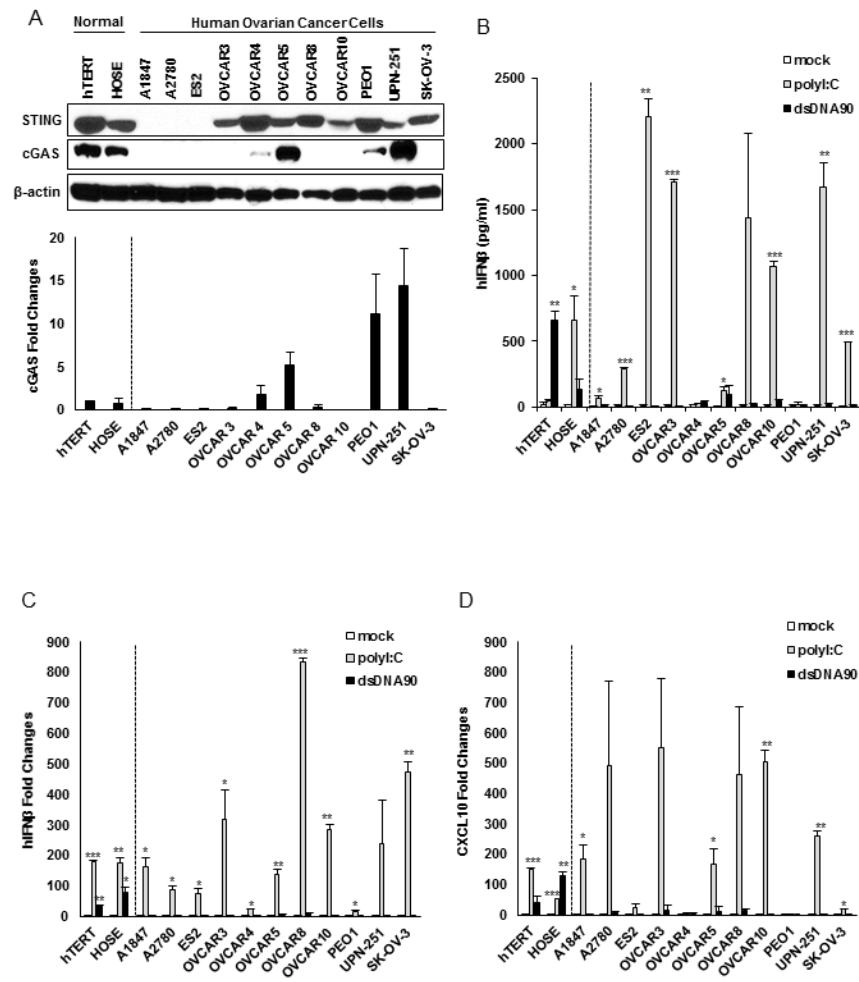 A
Normal
Human Ovarian Cancer Cells
hTERT
HOSE
A1847
A2780
ES2
OVCAR3
OVCAR4
OVCAR5
OVCAR8
OVCAR10
PEO1
UPN-251
SK-OV-3
STING
cGAS
β-actin
20
15
10
5
0
cGAS Fold Changes
hTERT
HOSE
A1847
A2780
ES2
OVCAR 3
OVCAR 4
OVCAR 5
OVCAR 8
OVCAR 10
PEO1
UPN-251
SK-OV-3
B
mock
polyI:C
dsDNA90
2500
2000
1500
1000
500
0
hIFNβ (pg/ml)
** * * *** ** *** * *** ** ***
hTERT
HOSE
A1847
A2780
ES2
OVCAR3
OVCAR4
OVCAR5
OVCAR8
OVCAR10
PEO1
UPN-251
SK-OV-3
C
mock
polyI:C
dsDNA90
900
800
700
600
500
400
300
200
100
0
hIFNβ Fold Changes
*** ** ** * * * * * * ** *** ** * **
hTERT
HOSE
A1847
A2780
ES2
OVCAR3
OVCAR4
OVCAR5
OVCAR8
OVCAR10
PEO1
UPN-251
SK-OV-3
D
mock
polyI:C
dsDNA90
900
800
700
600
500
400
300
200
100
0
CXCL10 Fold Changes
*** *** ** * * ** ** *
hTERT
HOSE
A1847
A2780
ES2
OVCAR3
OVCAR4
OVCAR5
OVCAR8
OVCAR10
PEO1
UPN-251
SK-OV-3